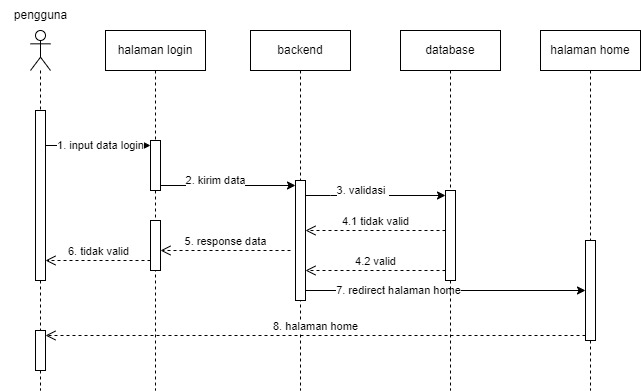 pengguna
halaman login
backend
database
halaman home
1. input data login
2. kirim data
3. validasi
4.1 tidak valid
5. response data
6. tidak valid
4.2 valid
7. redirect halaman home
8. halaman home